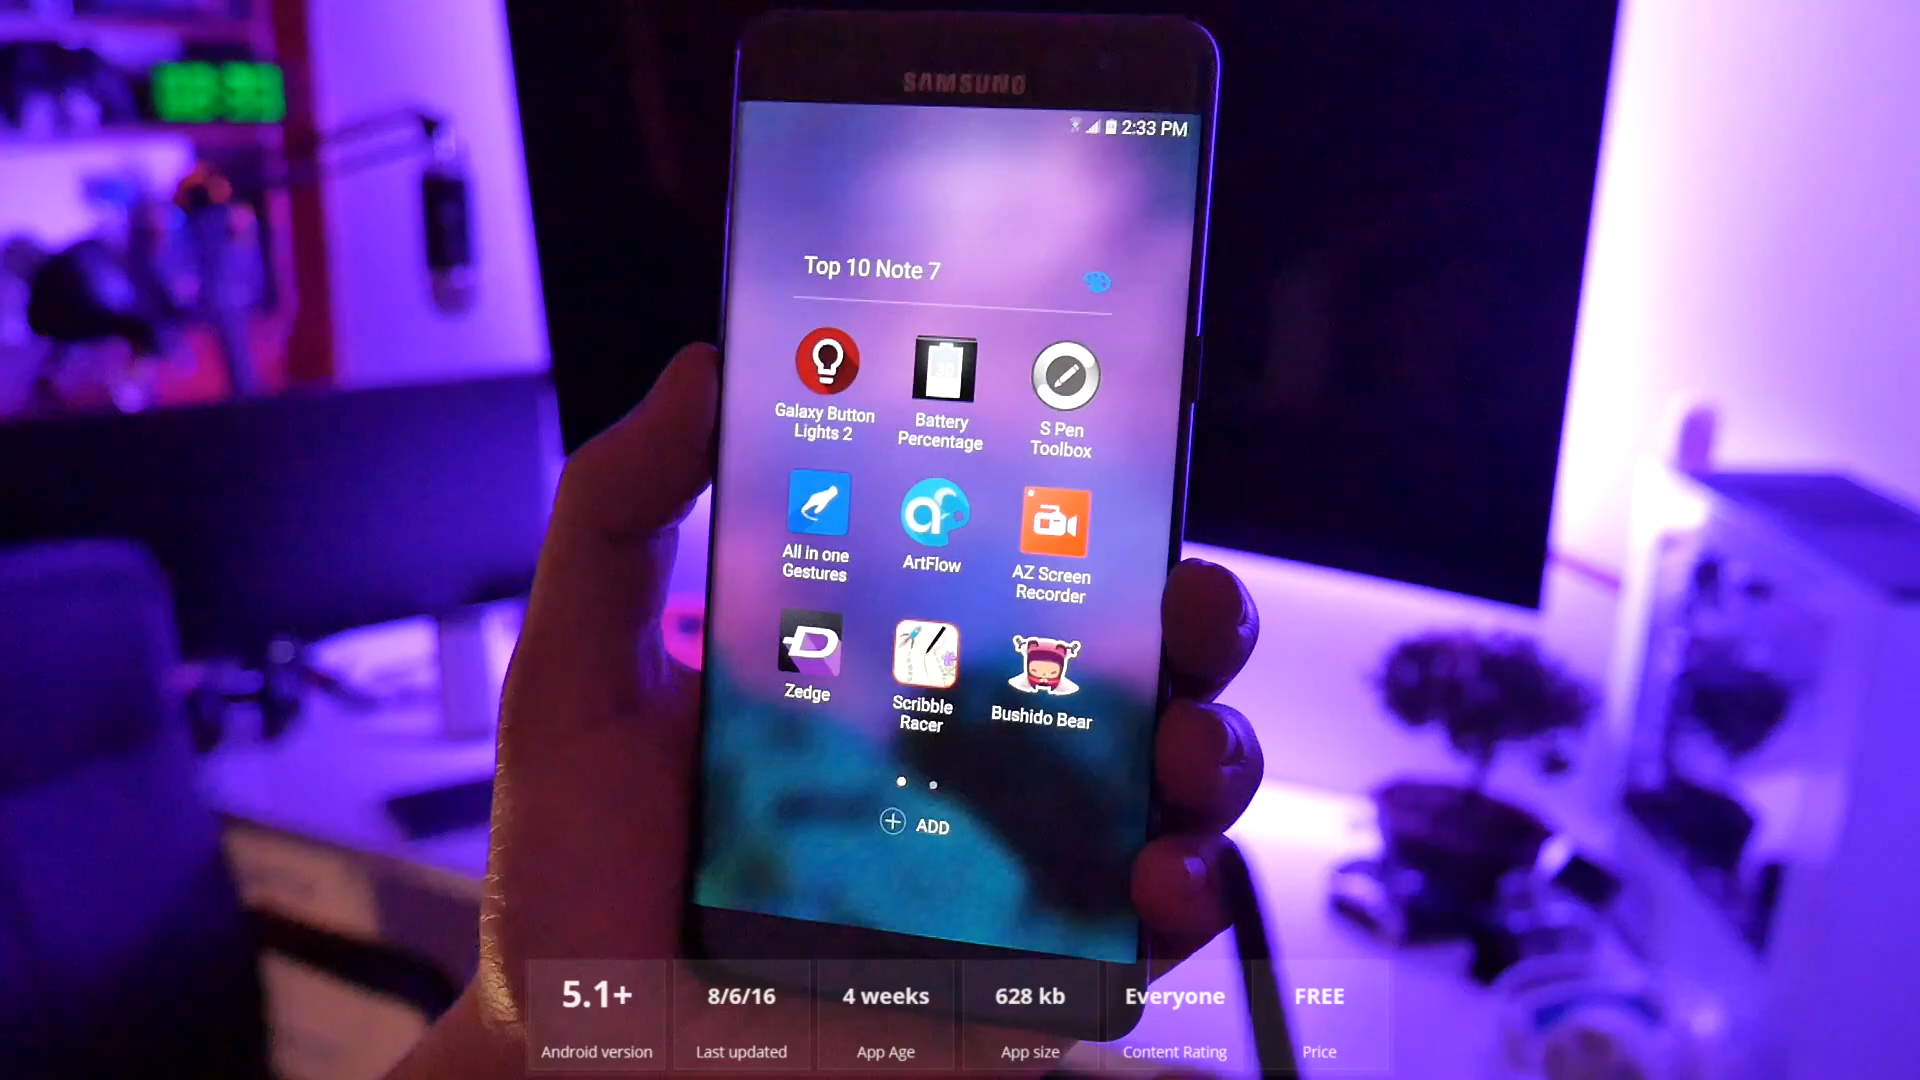 SAMSUNG
2:33 PM
Top 10 Note 7
Galaxy Button
Lights 2
Battery
Percentage
S Pen
Toolbox
All in one
Gestures
ArtFlow
AZ Screen
Recorder
Zedge
Scribble
Racer
Bushido Bear
ADD
5.1+
8/6/16
4 weeks
628 kb
Everyone
FREE
Android version
Last updated
App Age
App size
Content Rating
Price